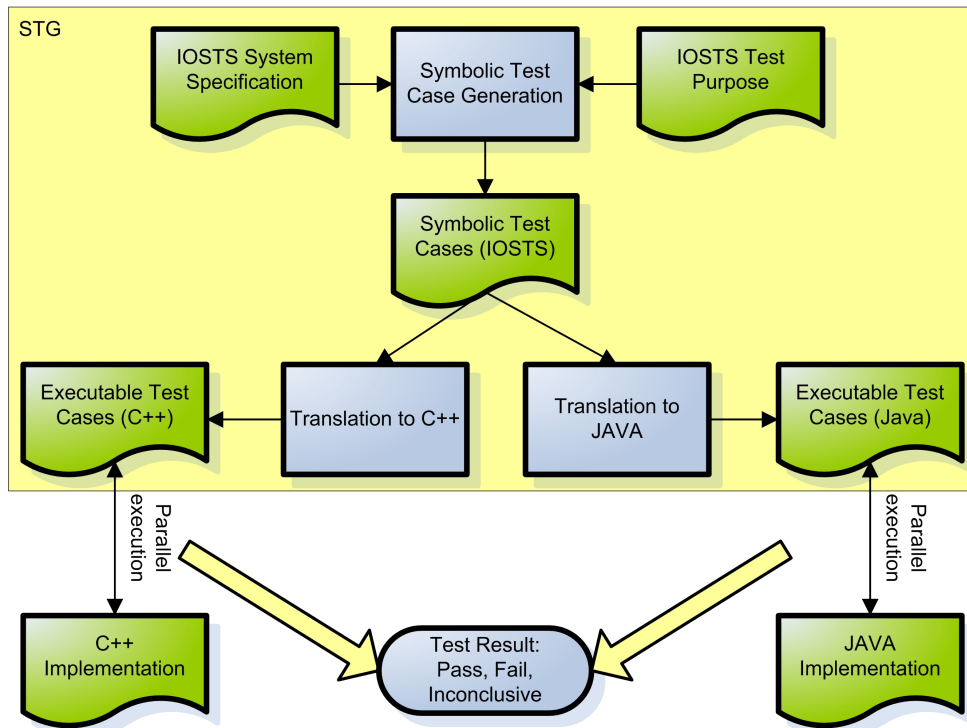 STG
IOSTS System
Specification
Symbolic Test
Case Generation
IOSTS Test
Purpose
Symbolic Test
Cases (IOSTS)
Executable Test
Cases (C++)
Translation to C++
Translation to
JAVA
Executable Test
Cases (Java)
Parallel
execution
Parallel
execution
C++
Implementation
Test Result:
Pass, Fail,
Inconclusive
JAVA
Implementation